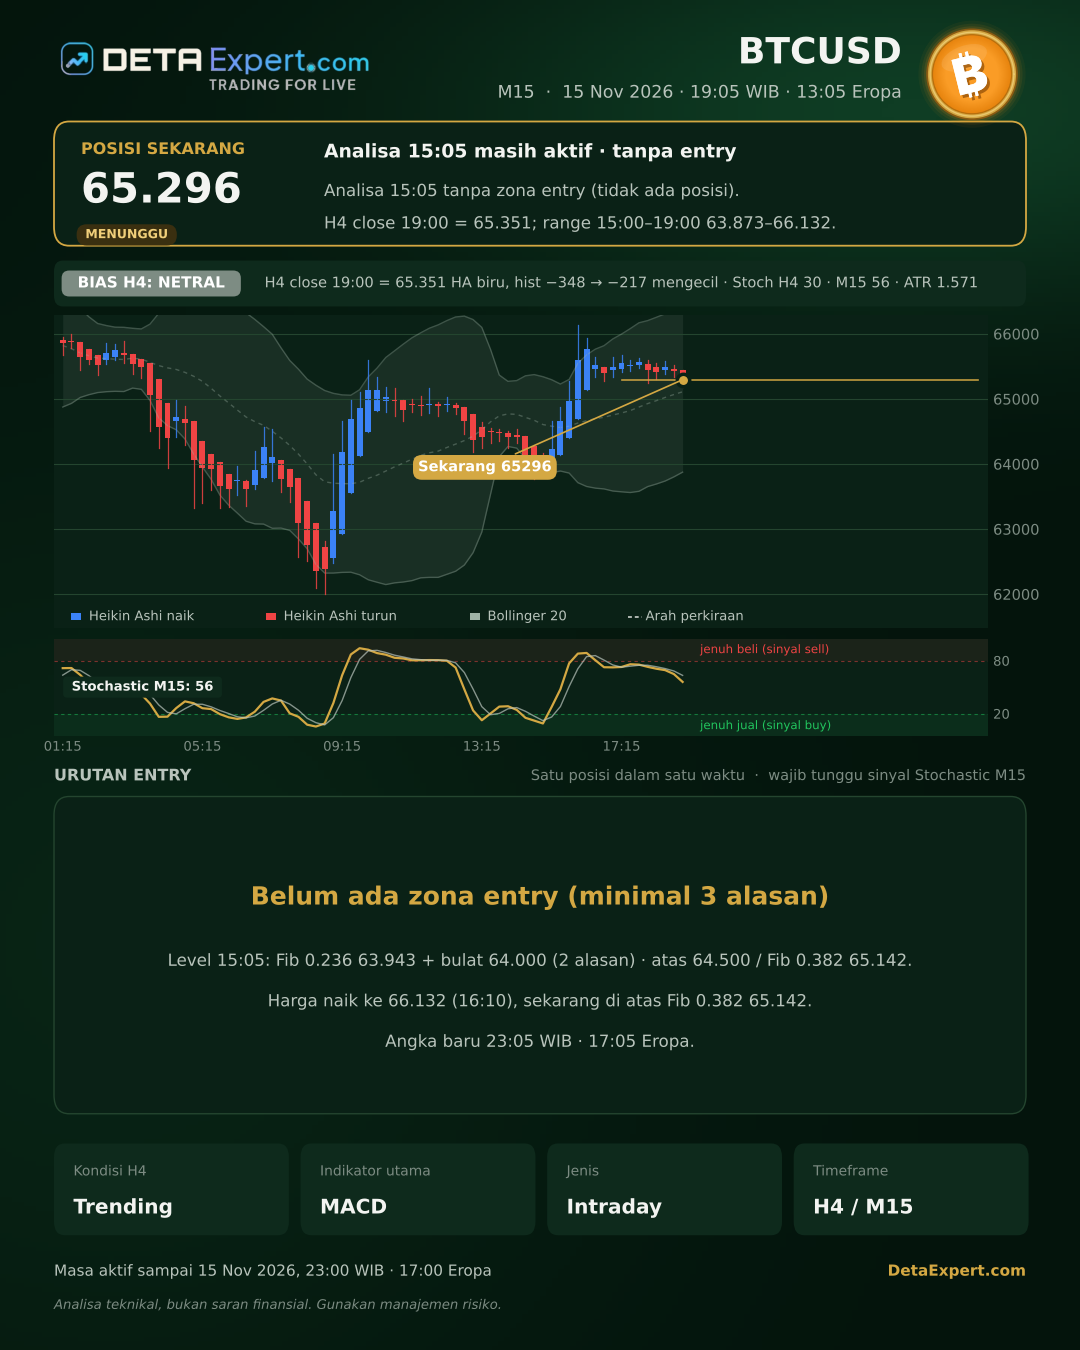 DETA Expert.com
TRADING FOR LIVE
BTCUSD
M15 · 15 Nov 2026 · 19:05 WIB · 13:05 Eropa
POSISI SEKARANG
65.296
MENUNGGU
Analisa 15:05 masih aktif · tanpa entry
Analisa 15:05 tanpa zona entry (tidak ada posisi).
H4 close 19:00 = 65.351; range 15:00–19:00 63.873–66.132.
BIAS H4: NETRAL
H4 close 19:00 = 65.351 HA biru, hist −348 → −217 mengecil · Stoch H4 30 · M15 56 · ATR 1.571
66000
65000
64000
63000
62000
Sekarang 65296
Heikin Ashi naik
Heikin Ashi turun
Bollinger 20
Arah perkiraan
jenuh beli (sinyal sell)
80
Stochastic M15: 56
20
jenuh jual (sinyal buy)
01:15
05:15
09:15
13:15
17:15
URUTAN ENTRY
Satu posisi dalam satu waktu · wajib tunggu sinyal Stochastic M15
Belum ada zona entry (minimal 3 alasan)
Level 15:05: Fib 0.236 63.943 + bulat 64.000 (2 alasan) · atas 64.500 / Fib 0.382 65.142.
Harga naik ke 66.132 (16:10), sekarang di atas Fib 0.382 65.142.
Angka baru 23:05 WIB · 17:05 Eropa.
Kondisi H4
Trending
Indikator utama
MACD
Jenis
Intraday
Timeframe
H4 / M15
Masa aktif sampai 15 Nov 2026, 23:00 WIB · 17:00 Eropa
DetaExpert.com
Analisa teknikal, bukan saran finansial. Gunakan manajemen risiko.